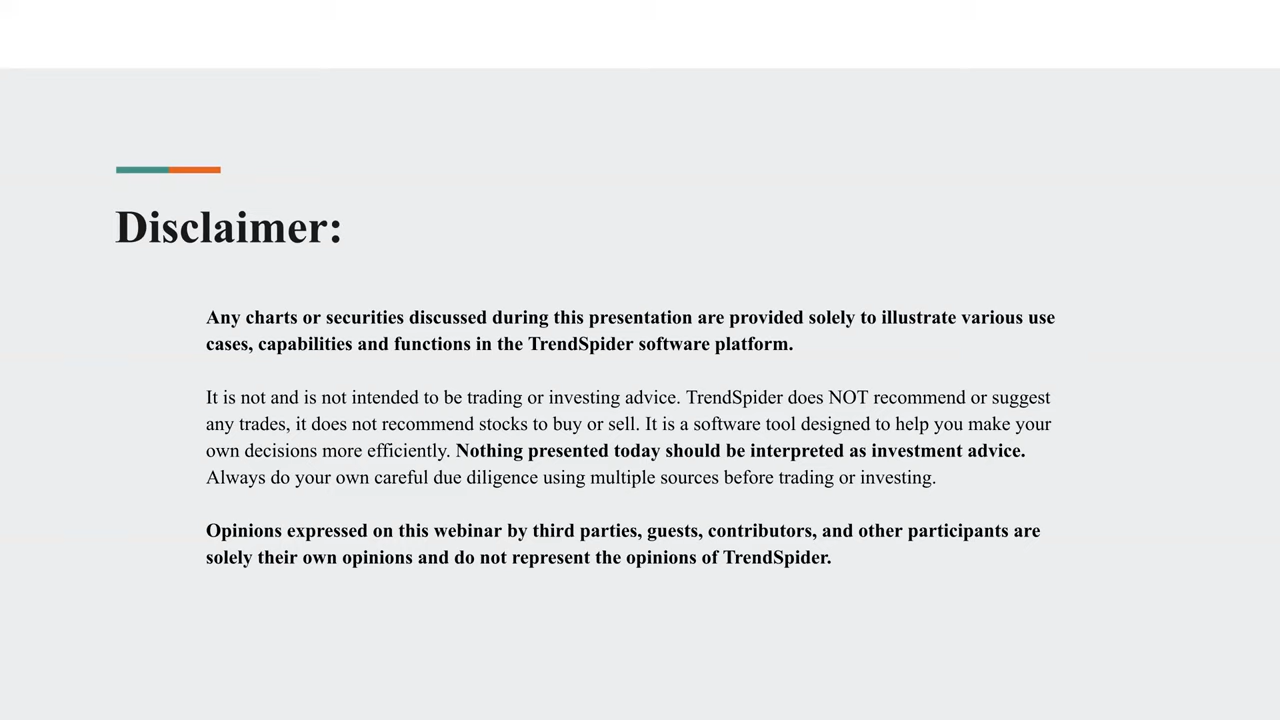 Disclaimer:
Any charts or securities discussed during this presentation are provided solely to illustrate various use
cases, capabilities and functions in the TrendSpider software platform.
It is not and is not intended to be trading or investing advice. TrendSpider does NOT recommend or suggest
any trades, it does not recommend stocks to buy or sell. It is a software tool designed to help you make your
own decisions more efficiently. Nothing presented today should be interpreted as investment advice.
Always do your own careful due diligence using multiple sources before trading or investing.
Opinions expressed on this webinar by third parties, guests, contributors, and other participants are
solely their own opinions and do not represent the opinions of TrendSpider.